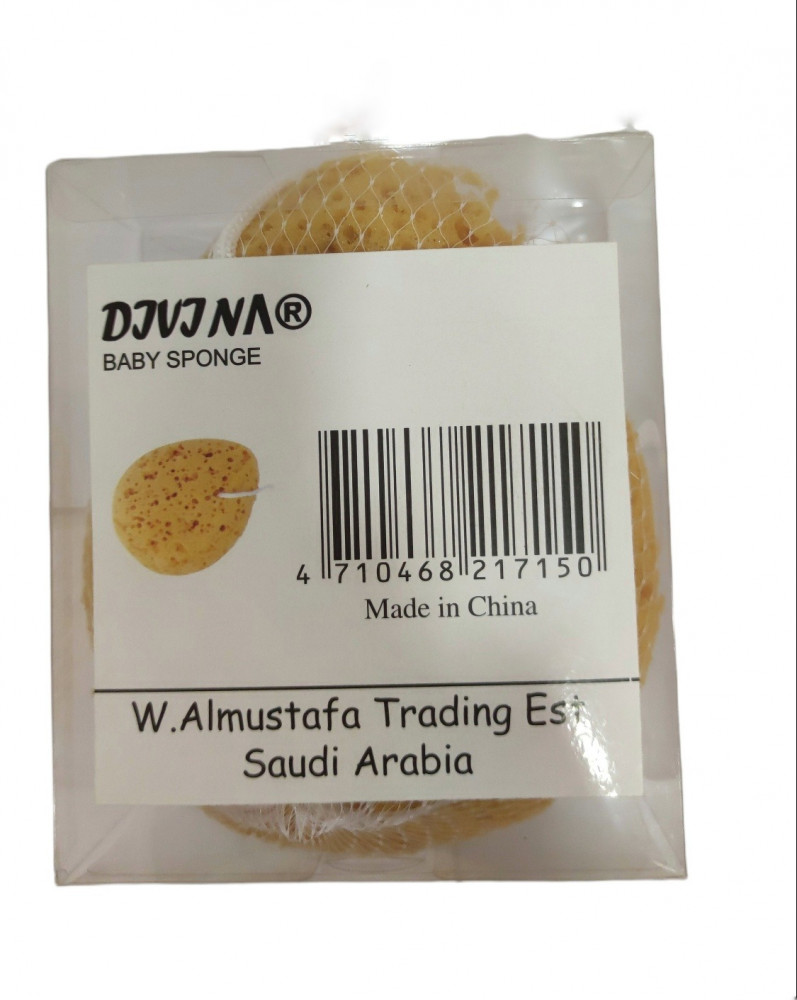 DIVINA®
BABY SPONGE
4 710468 217150
Made in China
W.Almustafa Trading Est
Saudi Arabia